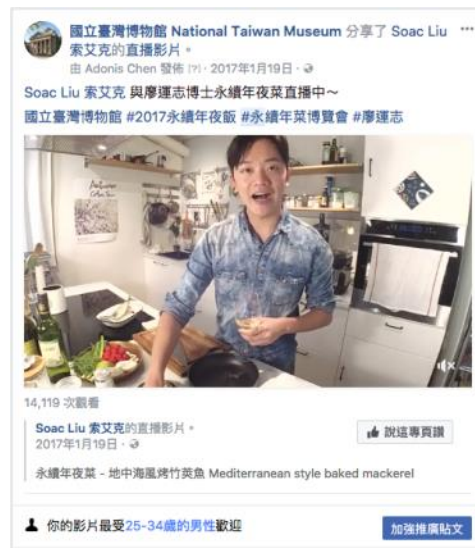 國立臺灣博物館 National Taiwan Museum 分享了 Soac Liu
索艾克的直播影片。
由 Adonis Chen 發佈 [?]· 2017年1月19日 ·
Soac Liu 索艾克 與廖運志博士永續年夜菜直播中～
國立臺灣博物館 #2017永續年夜飯 #永續年菜博覽會 #廖運志
14,119 次觀看
Soac Liu 索艾克的直播影片。
2017年1月19日 ·
說這專頁讚
永續年夜菜 - 地中海風烤竹莢魚 Mediterranean style baked mackerel
你的影片最受25-34歲的男性歡迎
加強推廣貼文